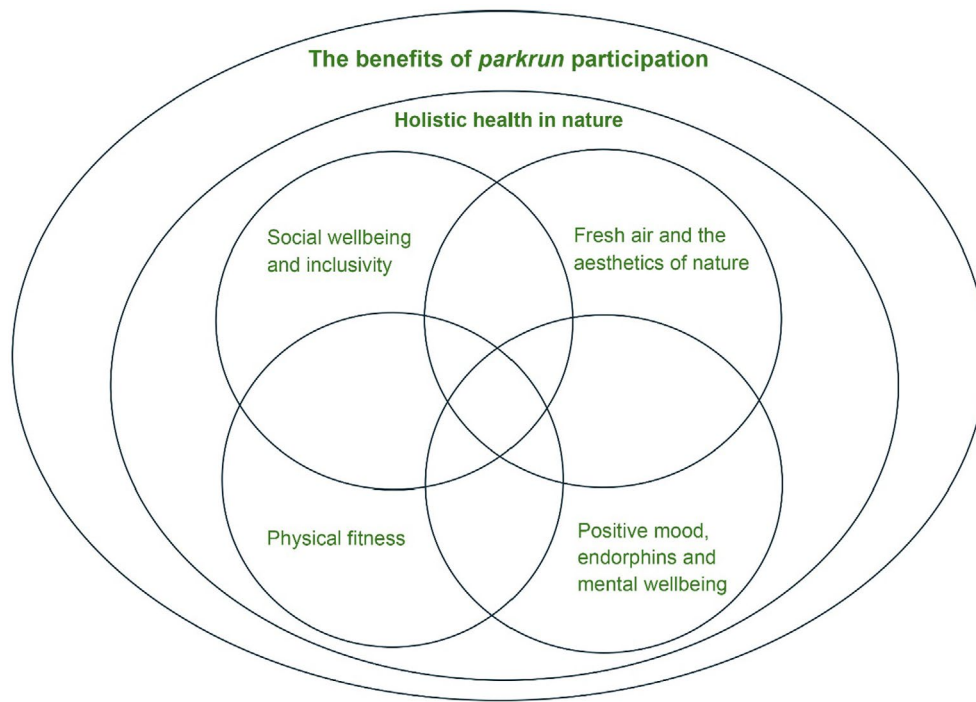 The benefits of parkrun participation
Holistic health in nature
Social wellbeing
and inclusivity
Fresh air and the
aesthetics of nature
Physical fitness
Positive mood,
endorphins and
mental wellbeing